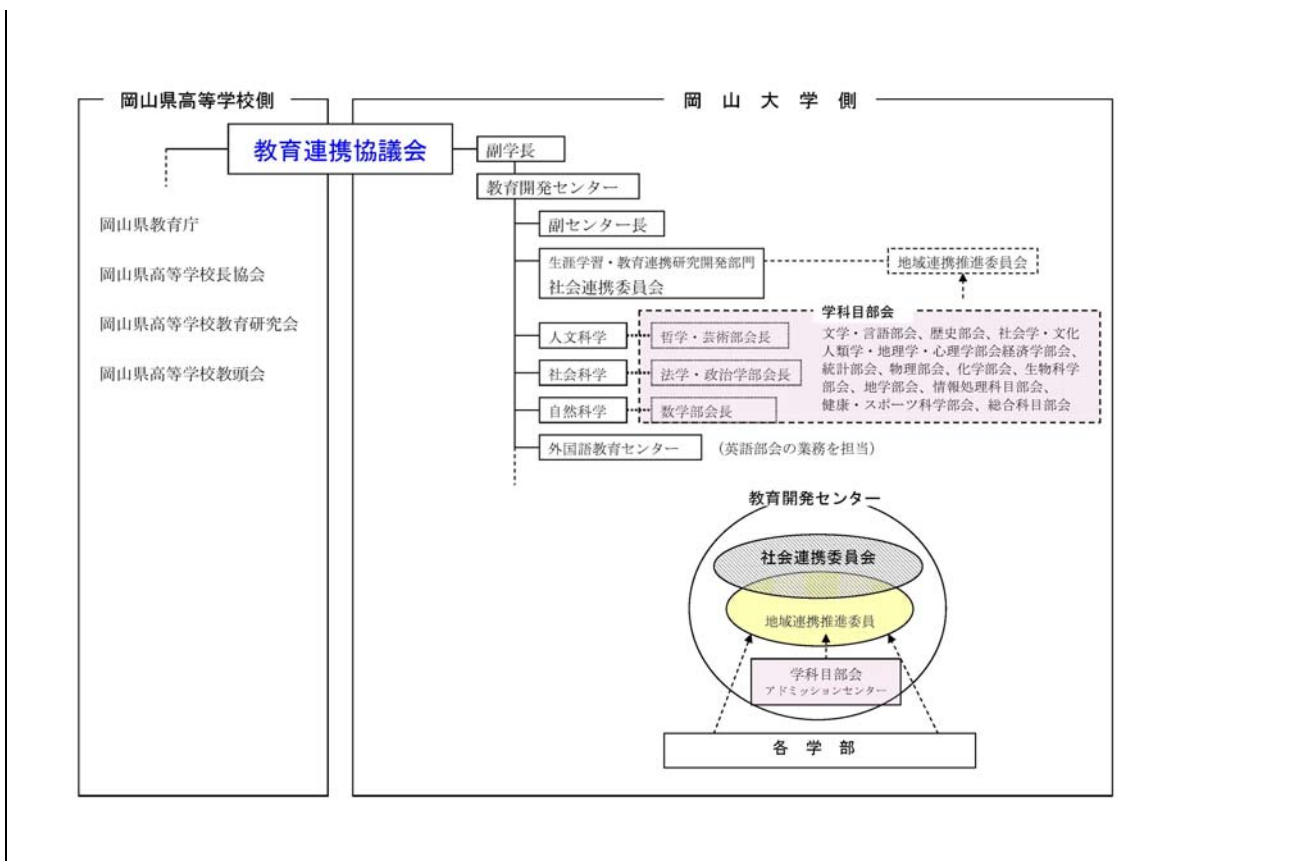 岡山県高等学校側
岡 山 大 学 側
教育連携協議会
副学長
教育開発センター
岡山県教育庁
岡山県高等学校長協会
岡山県高等学校教育研究会
岡山県高等学校教頭会
副センター長
生涯学習・教育連携研究開発部門
社会連携委員会
地域連携推進委員会
人文科学
哲学・芸術部会長
社会科学
法学・政治学部会長
自然科学
数学部会長
学科目部会
文学・言語部会、歴史部会、社会学・文化
人類学・地理学・心理学部会経済学部会、
統計部会、物理部会、化学部会、生物科学
部会、地学部会、情報処理科目部会、
健康・スポーツ科学部会、総合科目部会
外国語教育センター
(英語部会の業務を担当)
教育開発センター
社会連携委員会
地域連携推進委員
学科目部会
アドミッションセンター
各 学 部